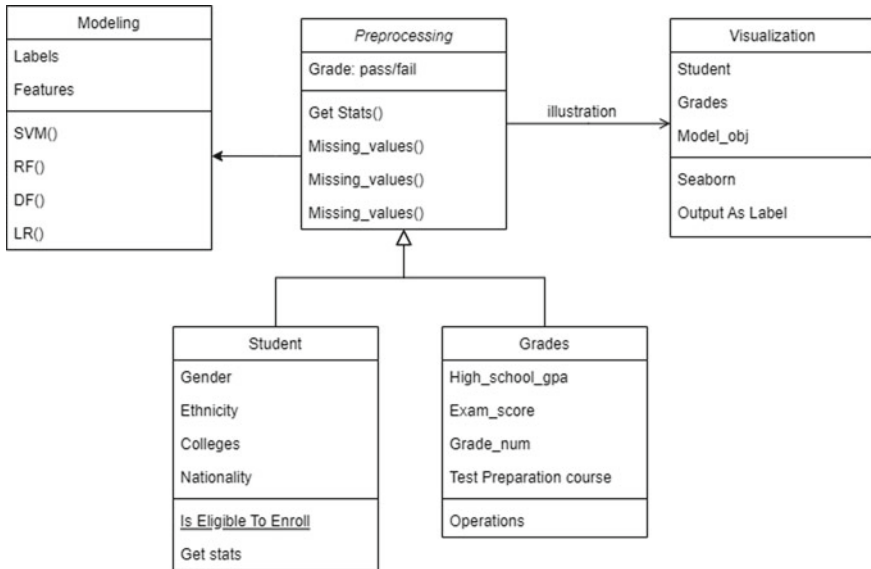 Modeling
Labels
Features
SVM()
RF()
DF()
LR()
Preprocessing
Grade: pass/fail
Get Stats()
Missing_values()
Missing_values()
Missing_values()
illustration
Visualization
Student
Grades
Model_obj
Seaborn
Output As Label
Student
Gender
Ethnicity
Colleges
Nationality
Is Eligible To Enroll
Get stats
Grades
High_school_gpa
Exam_score
Grade_num
Test Preparation course
Operations